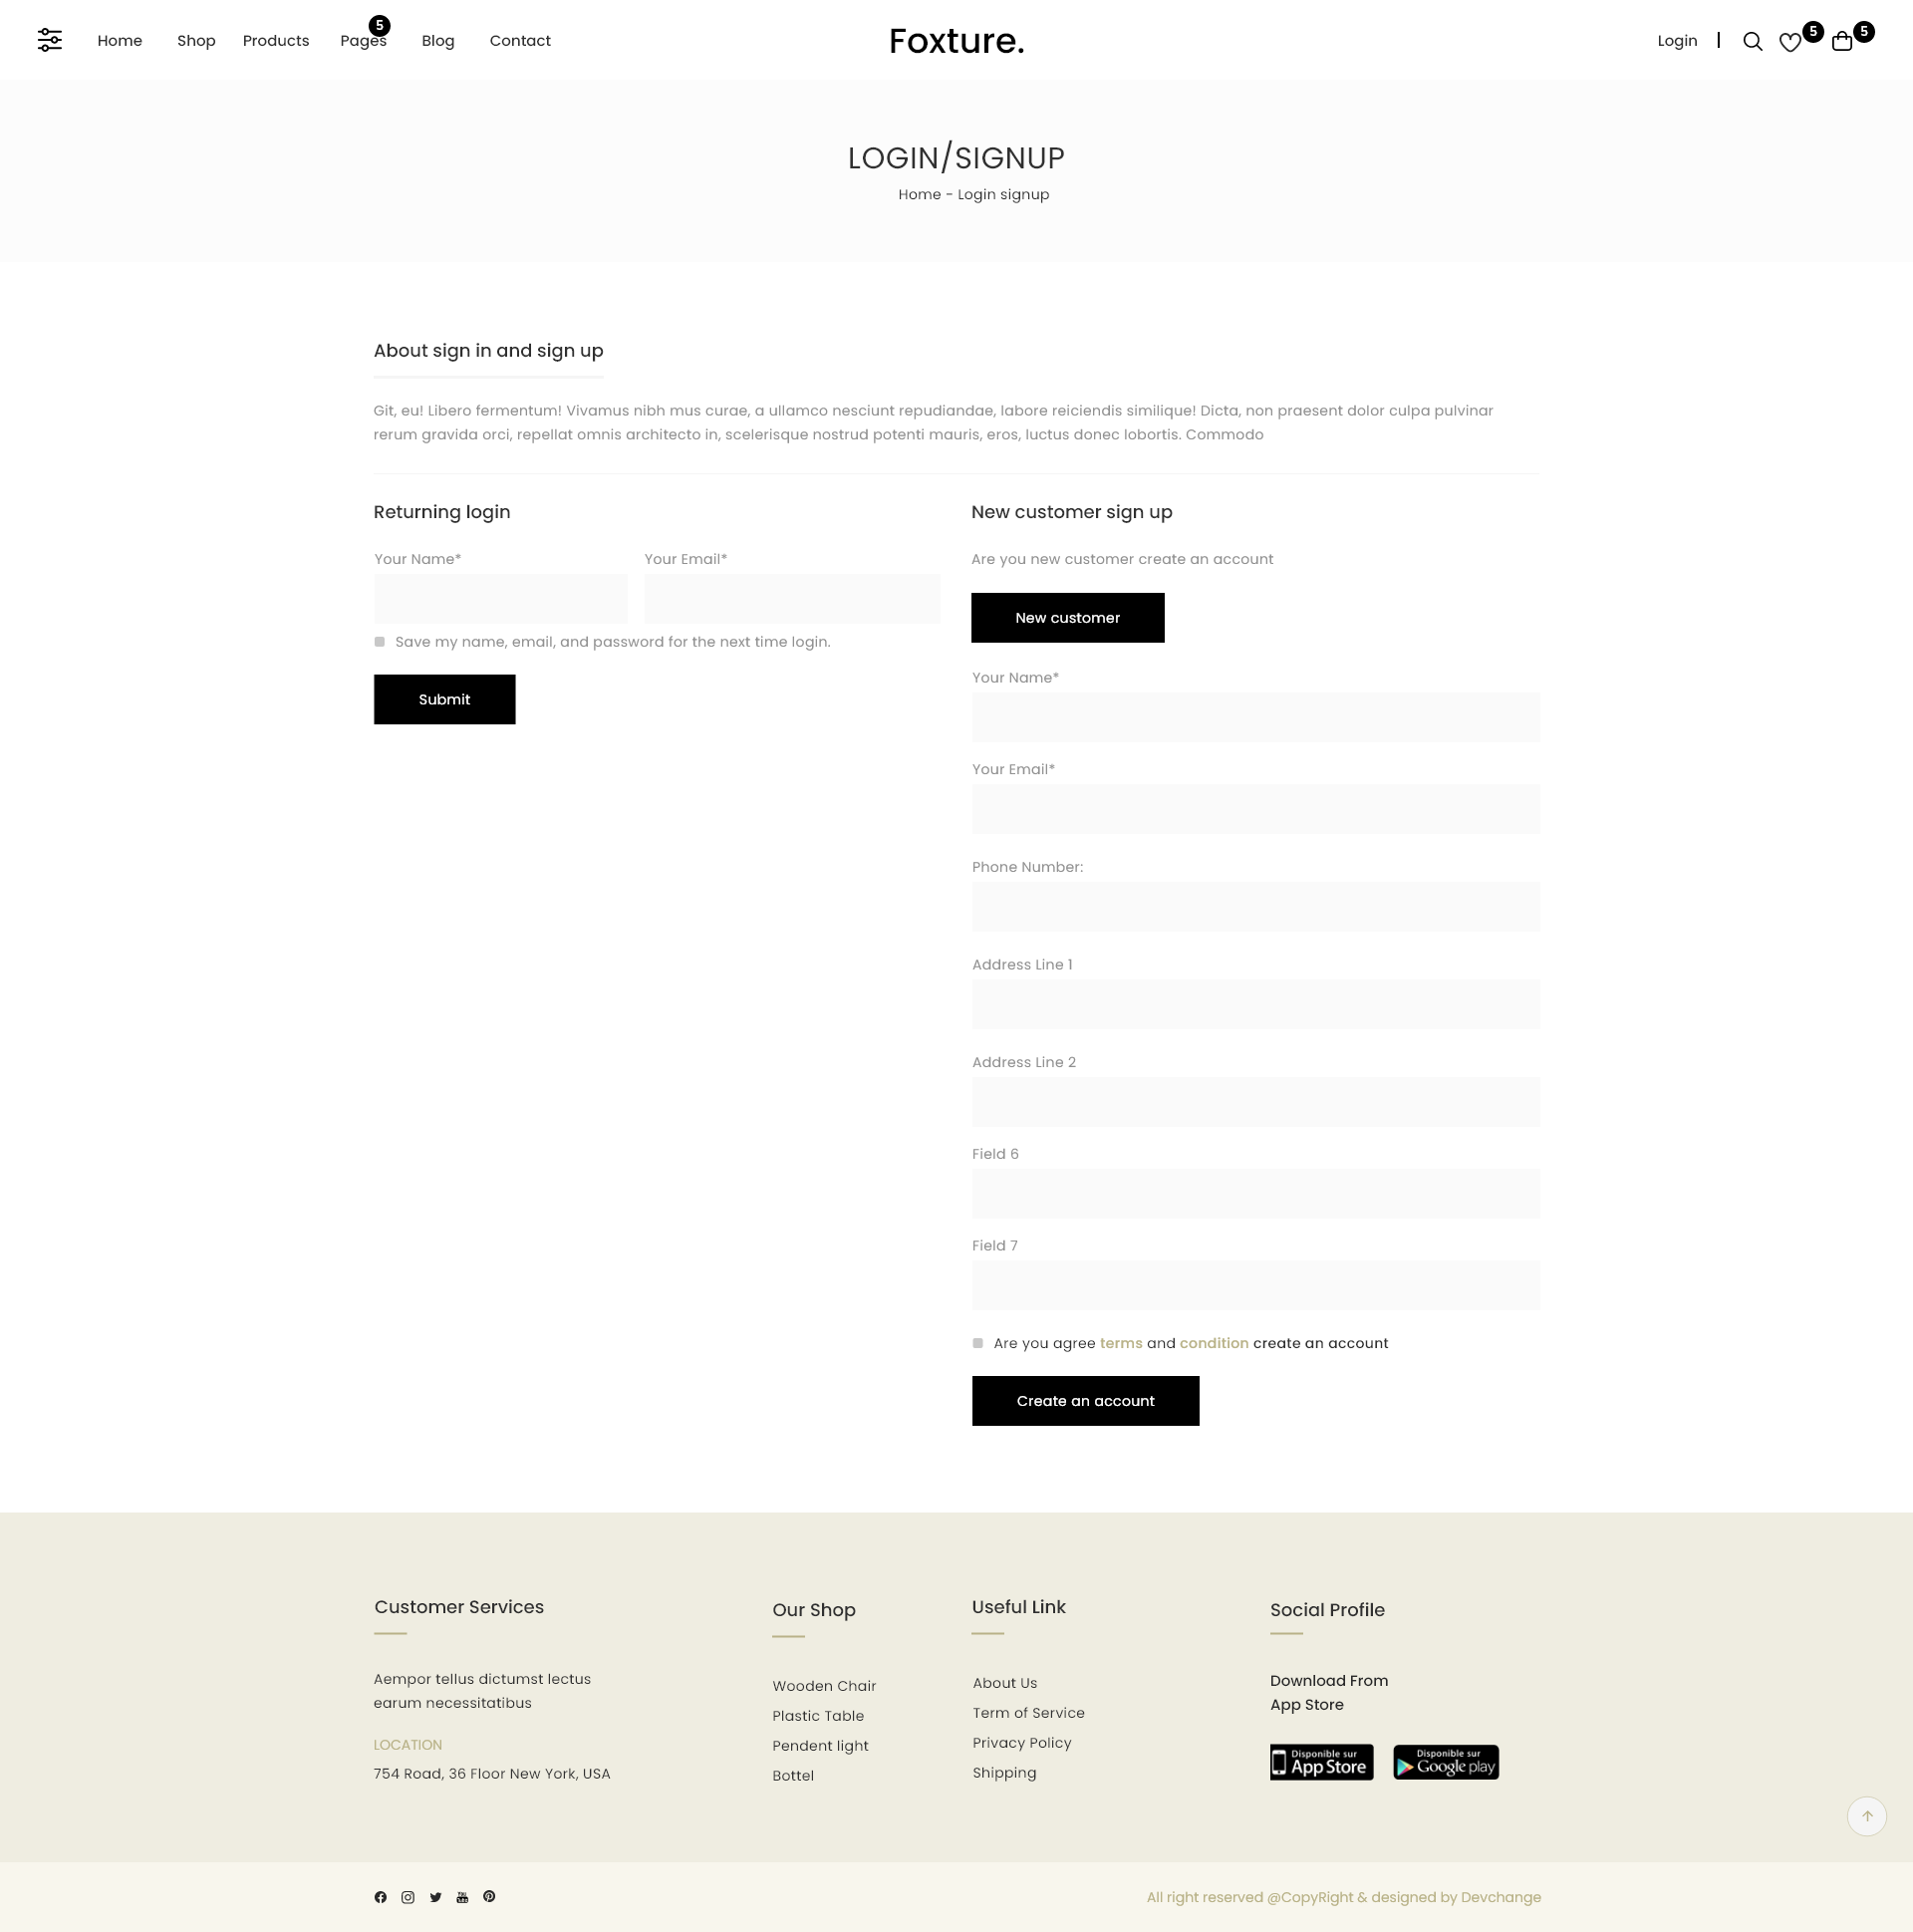 Home Shop Products Pages 5 Blog Contact
Foxture.
Login 5 5
LOGIN/SIGNUP
Home - Login signup
About sign in and sign up
Git, eu! Libero fermentum! Vivamus nibh mus curae, a ullamco nesciunt repudiandae, labore reiciendis similique! Dicta, non praesent dolor culpa pulvinar
rerum gravida orci, repellat omnis architecto in, scelerisque nostrud potenti mauris, eros, luctus donec lobortis. Commodo
Returning login
Your Name* Your Email*
Save my name, email, and password for the next time login.
Submit
New customer sign up
Are you new customer create an account
New customer
Your Name*
Your Email*
Phone Number:
Address Line 1
Address Line 2
Field 6
Field 7
Are you agree terms and condition create an account
Create an account
Customer Services
Aempor tellus dictumst lectus
earum necessitatibus
LOCATION
754 Road, 36 Floor New York, USA
Our Shop
Wooden Chair
Plastic Table
Pendent light
Bottel
Useful Link
About Us
Term of Service
Privacy Policy
Shipping
Social Profile
Download From
App Store
Disponible sur
App Store
Disponible sur
Google play
All right reserved @CopyRight & designed by Devchange